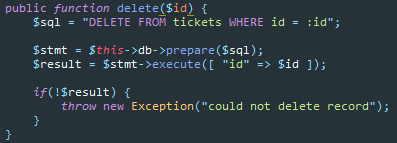 public function delete($id) {
    $sql = "DELETE FROM tickets WHERE id = :id";
    $stmt = $this->db->prepare($sql);
    $result = $stmt->execute([ "id" => $id ]);
    if(!$result) {
        throw new Exception("could not delete record");
    }
}